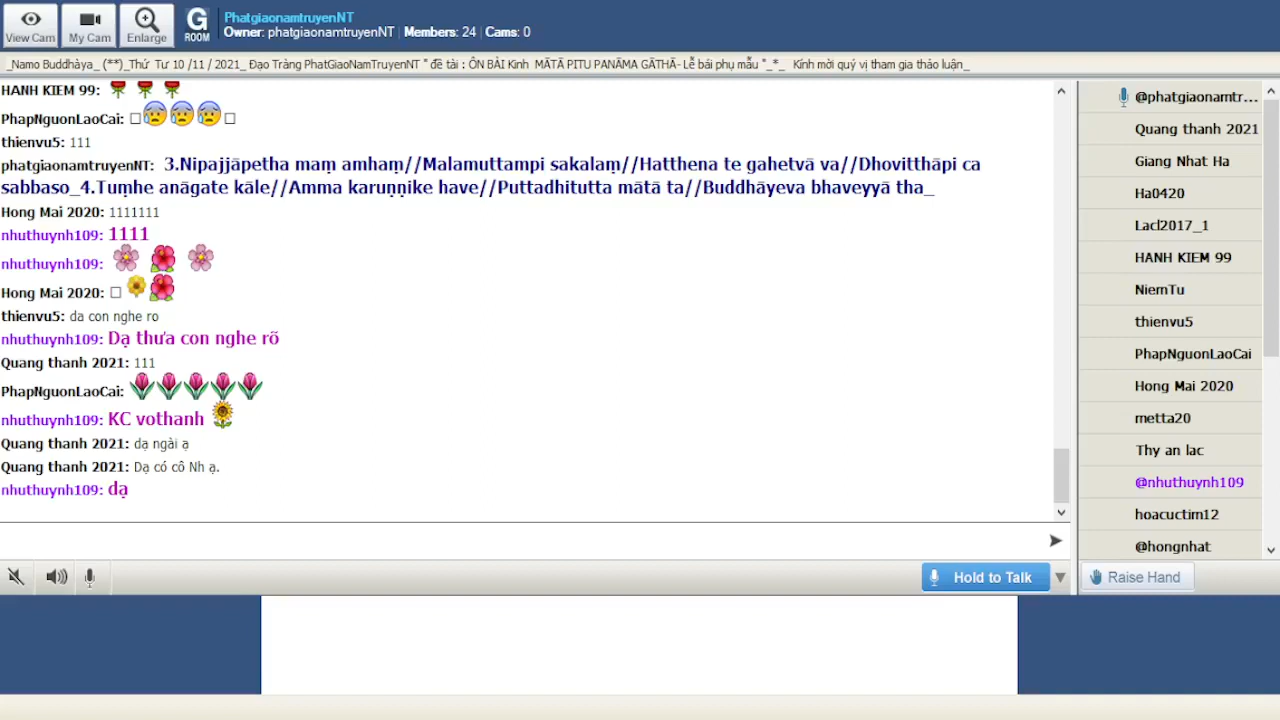 View Cam
My Cam
Enlarge
G
ROOM
PhatgiaonamtruyenNT
Owner: phatgiaonamtruyenNT | Members: 24 | Cams: 0
_Namo Buddhàya_ (**)_Thứ Tư 10 /11 / 2021_ Đạo Tràng PhatGiaoNamTruyenNT " đề tài : ÔN BÀI Kinh MĀTĀ PITU PANĀMA GĀTHĀ- Lễ bái phụ mẫu "_*_ Kính mời quý vị tham gia thảo luận_
HANH KIEM 99:
PhapNguonLaoCai:
thienvu5: 111
phatgiaonamtruyenNT: 3.Nipajjāpetha maṃ amhaṃ//Malamuttampi sakalaṃ//Hatthena te gahetvā va//Dhovitthāpi ca
sabbaso_4.Tuṃhe anāgate kāle//Amma karuṇṇike have//Puttadhitutta mātā ta//Buddhāyeva bhaveyyā tha_
Hong Mai 2020: 1111111
nhuthuynh109: 1111
nhuthuynh109:
Hong Mai 2020:
thienvu5: da con nghe ro
nhuthuynh109: Dạ thưa con nghe rõ
Quang thanh 2021: 111
PhapNguonLaoCai:
nhuthuynh109: KC vothanh
Quang thanh 2021: dạ ngài ạ
Quang thanh 2021: Dạ có cô Nh ạ.
nhuthuynh109: dạ
@phatgiaonamtr...
Quang thanh 2021
Giang Nhat Ha
Ha0420
Lacl2017_1
HANH KIEM 99
NiemTu
thienvu5
PhapNguonLaoCai
Hong Mai 2020
metta20
Thy an lac
@nhuthuynh109
hoacuctim12
@hongnhat
Hold to Talk
Raise Hand